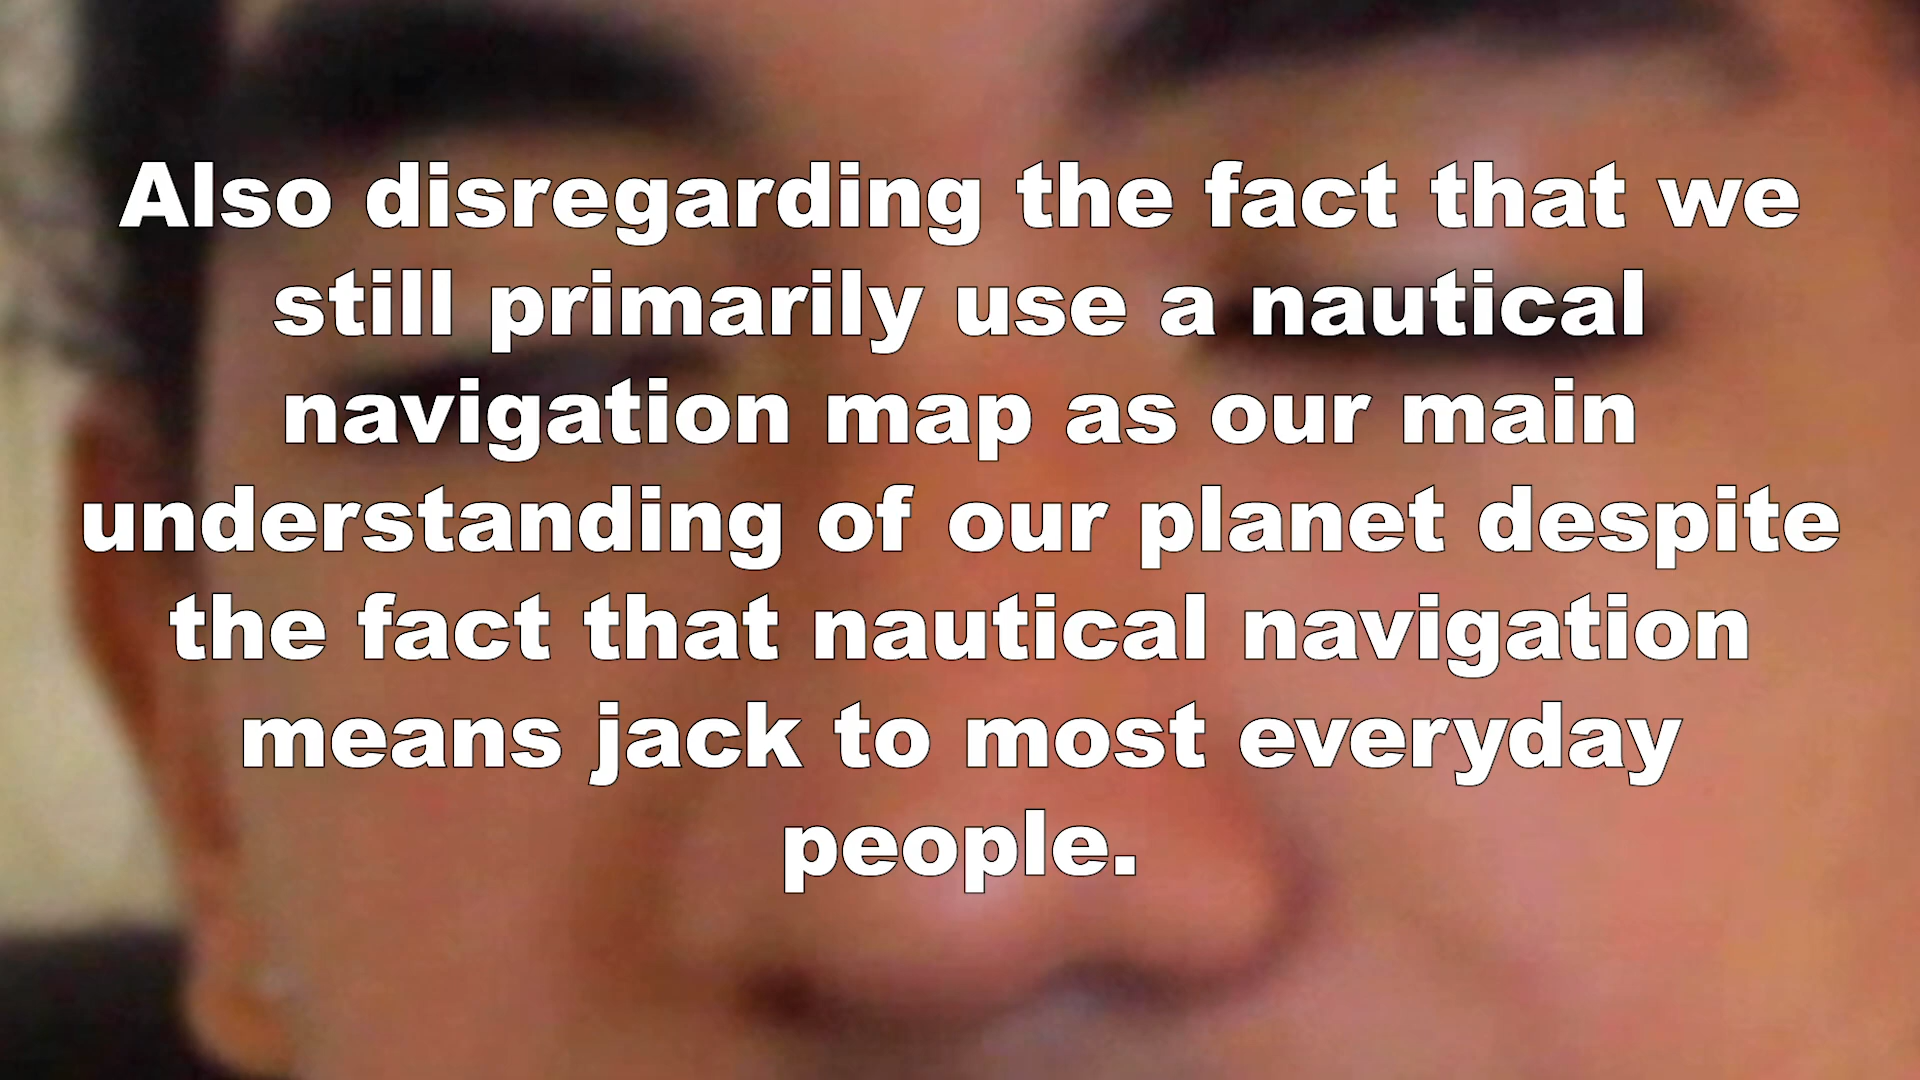 Also disregarding the fact that we
still primarily use a nautical
navigation map as our main
understanding of our planet despite
the fact that nautical navigation
means jack to most everyday
people.